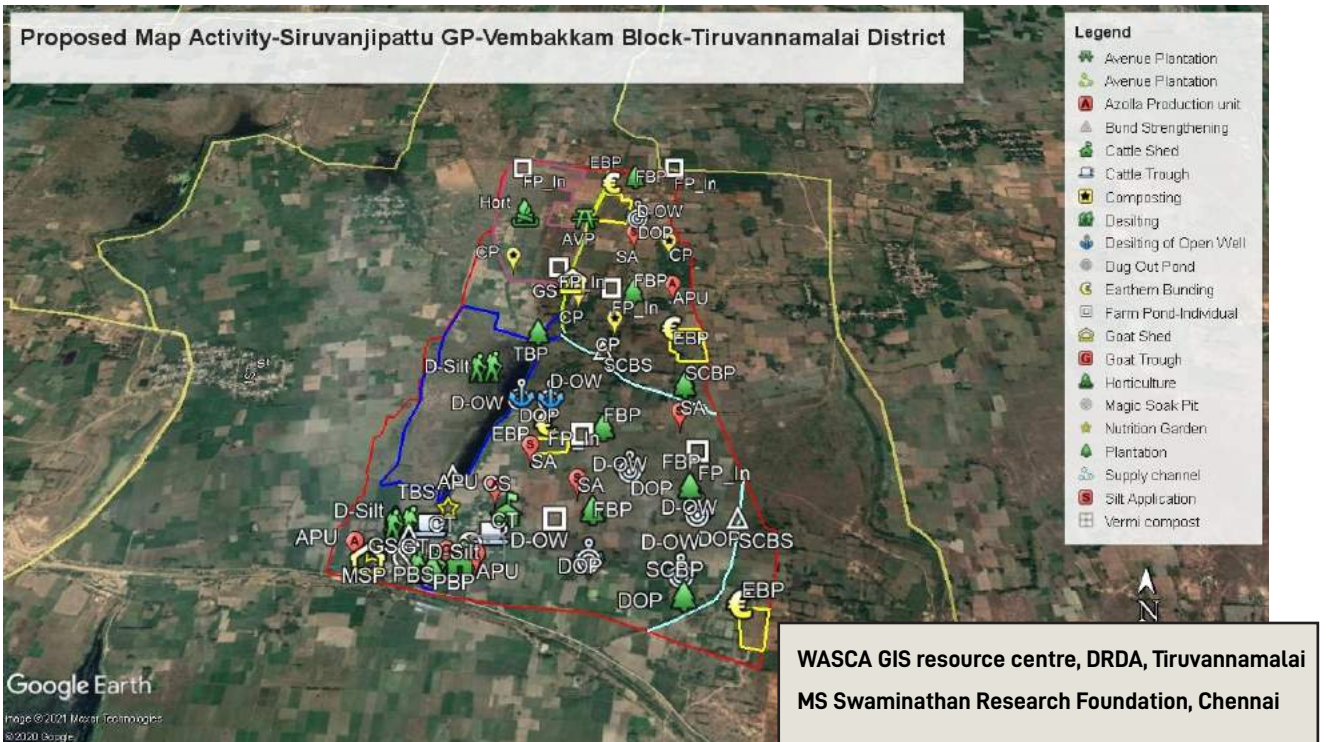 Proposed Map Activity-Siruvanjipattu GP-Vembakkam Block-Tiruvannamalai District
Legend
Avenue Plantation
Avenue Plantation
A Azolla Production unit
Bund Strengthening
Cattle Shed
Cattle Trough
Composting
Desilting
Desilting of Open Well
Dug Out Pond
Earthern Bunding
Farm Pond-Individual
Goat Shed
G Goat Trough
Horticulture
Magic Soak Pit
Nutrition Garden
Plantation
Supply channel
S Silt Application
Vermi compost
EBP
FP_In
FBP
FP_In
Hort
D-OW
AVP
DOP
CP
SA
CP
GS
FP_In
FBP
A
APU
FP_In
CP
EBP
TBP
CP
SCBS
D-Silt
SCBP
D-OW
D-OW
DOP
SA
EBP
FP_In
FBP
S
SA
D-OW
FBP
FP_In
TBS
APU
CS
SA
DOP
D-Silt
CT
CT
FBP
D-OW
APU
A
GS
GT
D-Silt
D-OW
D-OW
DOP
SCBS
MSP
PBS
PBP
APU
DOP
SCBP
DOP
EBP
N
Google Earth
Image © 2021 Maxar Technologies
© 2020 Google
WASCA GIS resource centre, DRDA, Tiruvannamalai
MS Swaminathan Research Foundation, Chennai